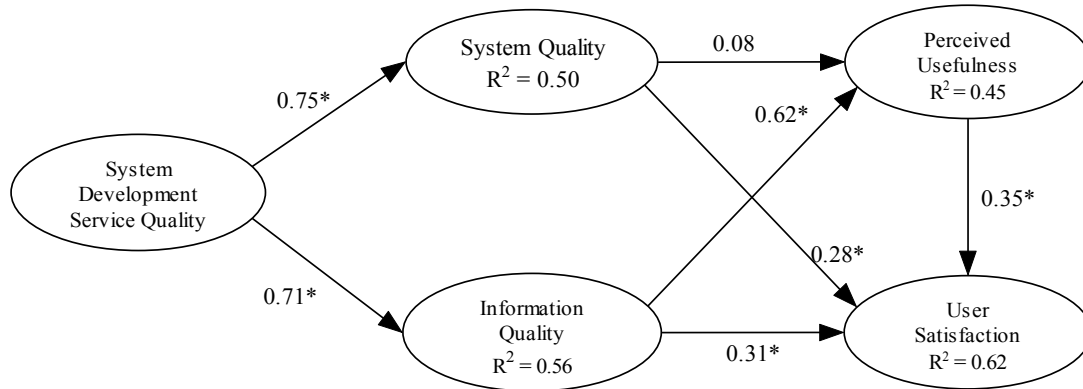 System Quality
R² = 0.50
0.08
Perceived
Usefulness
R² = 0.45
0.75*
0.62*
System
Development
Service Quality
0.35*
0.28*
0.71*
Information
Quality
R² = 0.56
0.31*
User
Satisfaction
R² = 0.62